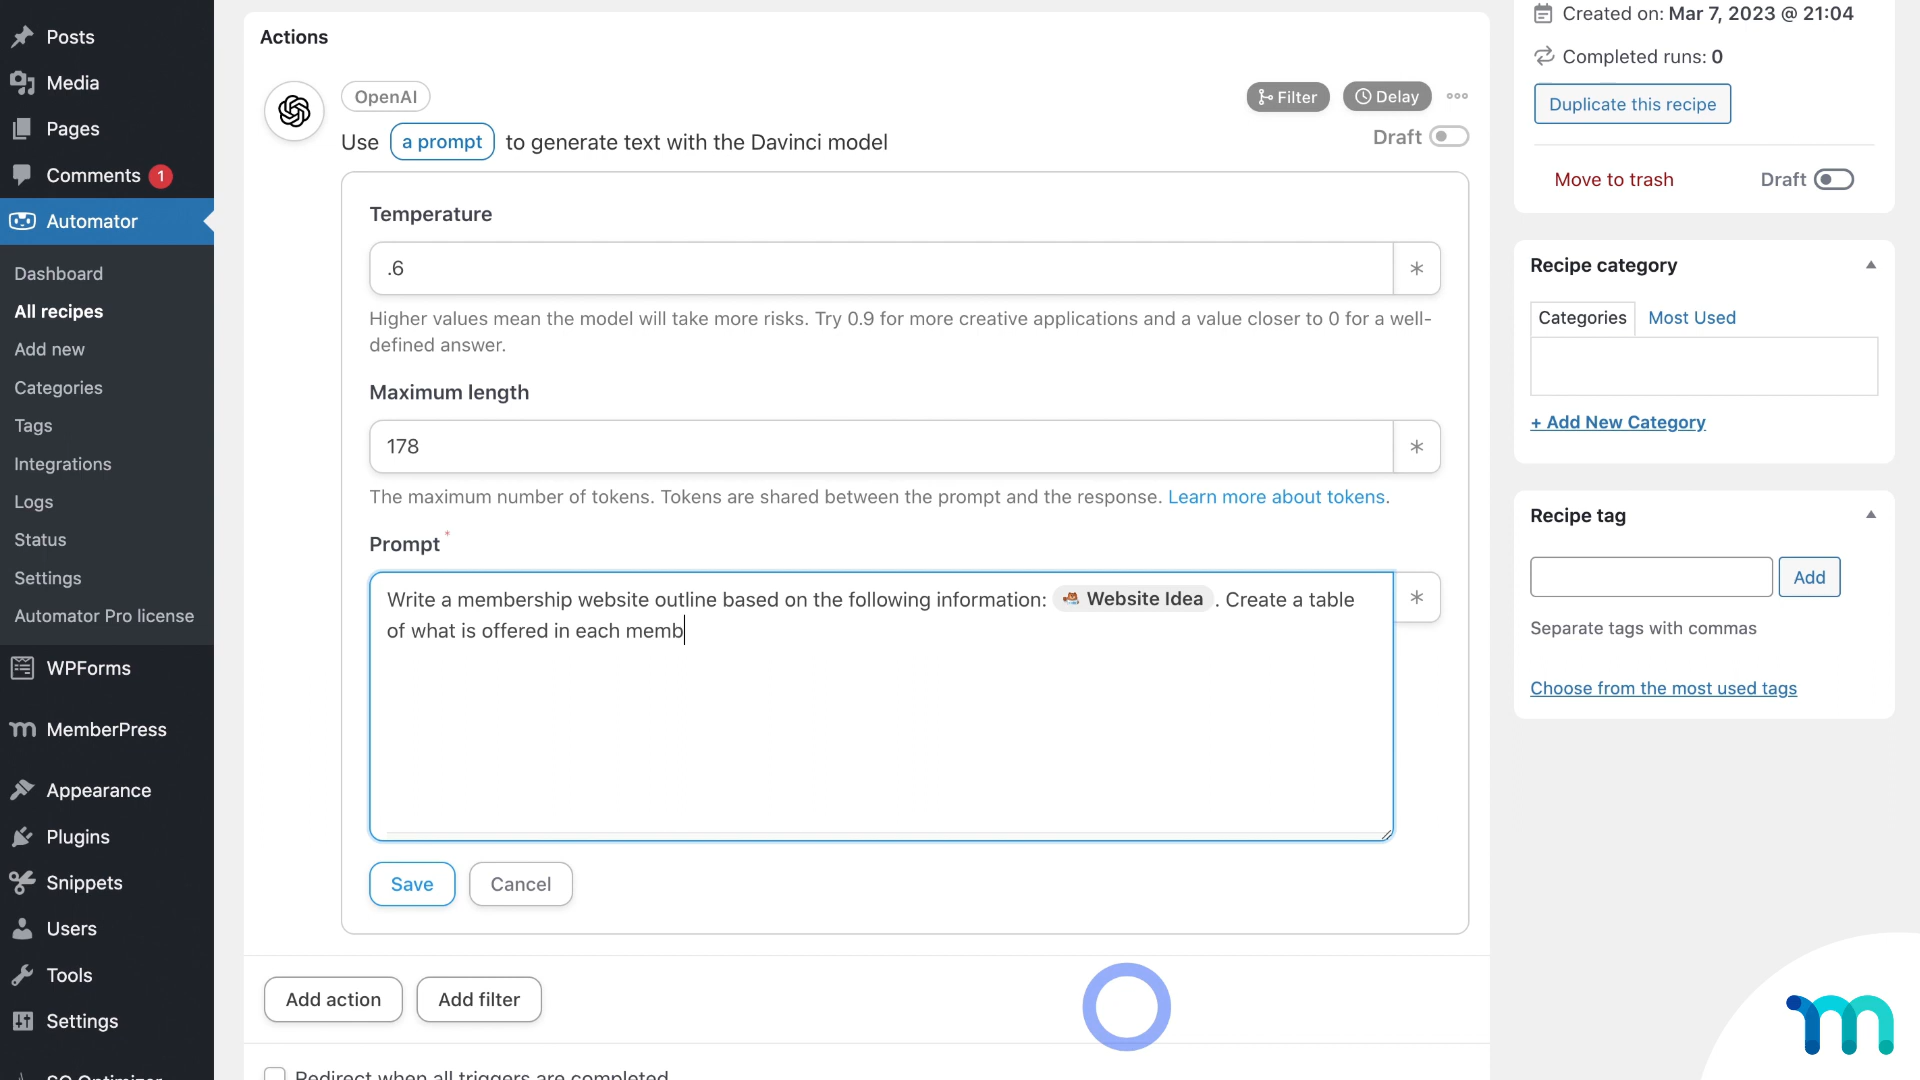 Posts
Media
Pages
Comments 1
Automator
Dashboard
All recipes
Add new
Categories
Tags
Integrations
Logs
Status
Settings
Automator Pro license
WPForms
MemberPress
Appearance
Plugins
Snippets
Users
Tools
Settings
Actions
OpenAI
Filter
Delay
Use a prompt to generate text with the Davinci model
Draft
Temperature
.6
*
Higher values mean the model will take more risks. Try 0.9 for more creative applications and a value closer to 0 for a well-
defined answer.
Maximum length
178
*
The maximum number of tokens. Tokens are shared between the prompt and the response. Learn more about tokens.
Prompt *
Write a membership website outline based on the following information: Website Idea . Create a table
of what is offered in each memb
*
Save
Cancel
Add action
Add filter
Redirect when all triggers are completed
Created on: Mar 7, 2023 @ 21:04
Completed runs: 0
Duplicate this recipe
Move to trash
Draft
Recipe category
Categories
Most Used
+ Add New Category
Recipe tag
Add
Separate tags with commas
Choose from the most used tags
m